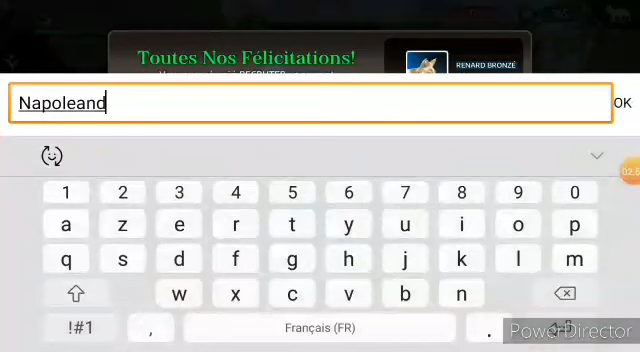 Toutes Nos Félicitations!
RENARD BRONZÉ
Napoleand
OK
1 2 3 4 5 6 7 8 9 0
a z e r t y u i o p
q s d f g h j k l m
w x c v b n
!#1 , Français (FR) .
PowerDirector